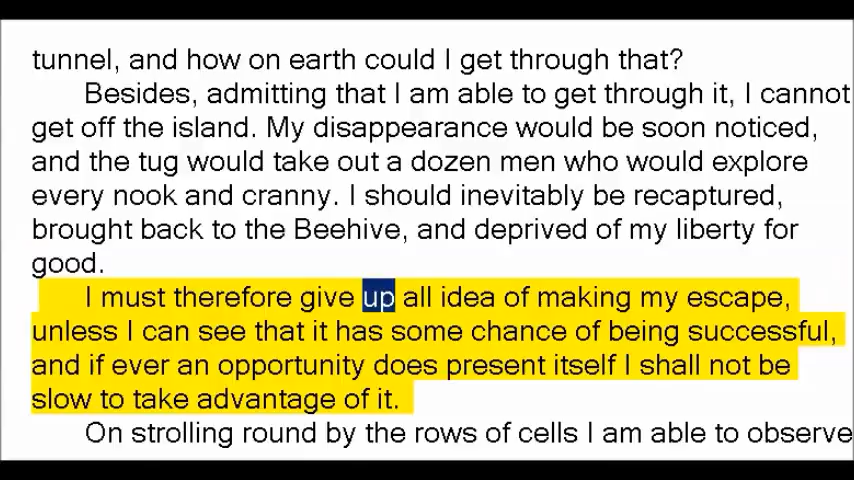 tunnel, and how on earth could I get through that?
Besides, admitting that I am able to get through it, I cannot
get off the island. My disappearance would be soon noticed,
and the tug would take out a dozen men who would explore
every nook and cranny. I should inevitably be recaptured,
brought back to the Beehive, and deprived of my liberty for
good.
I must therefore give up all idea of making my escape,
unless I can see that it has some chance of being successful,
and if ever an opportunity does present itself I shall not be
slow to take advantage of it.
On strolling round by the rows of cells I am able to observe